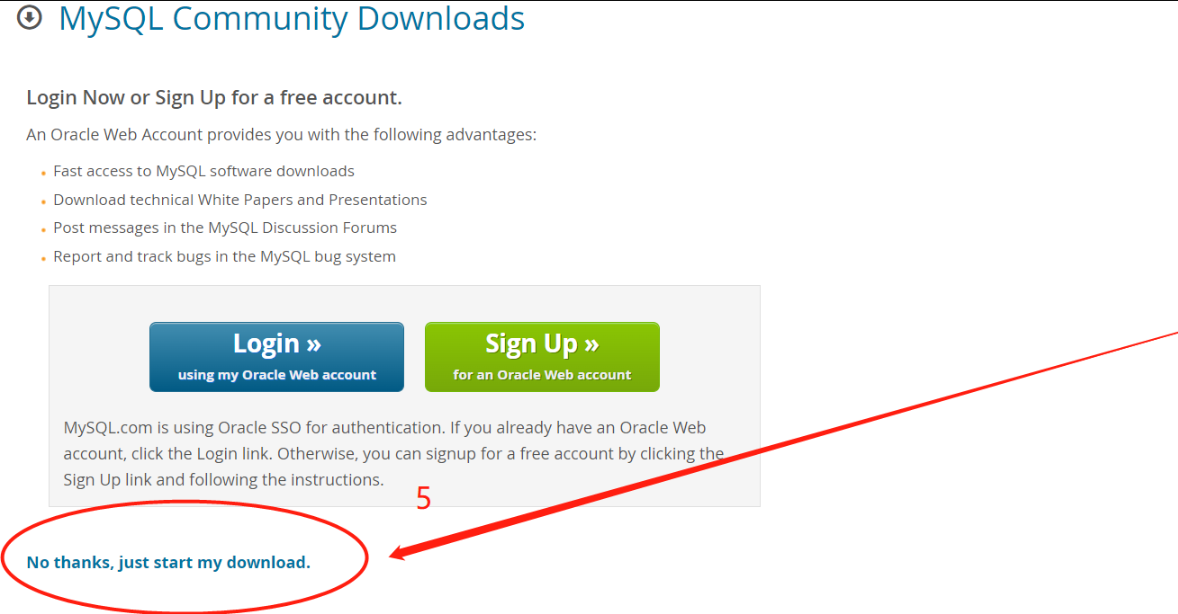 MySQL Community Downloads
Login Now or Sign Up for a free account.
An Oracle Web Account provides you with the following advantages:
Fast access to MySQL software downloads
Download technical White Papers and Presentations
Post messages in the MySQL Discussion Forums
Report and track bugs in the MySQL bug system
Login »
using my Oracle Web account
Sign Up »
for an Oracle Web account
MySQL.com is using Oracle SSO for authentication. If you already have an Oracle Web
account, click the Login link. Otherwise, you can signup for a free account by clicking the
Sign Up link and following the instructions.
5
No thanks, just start my download.